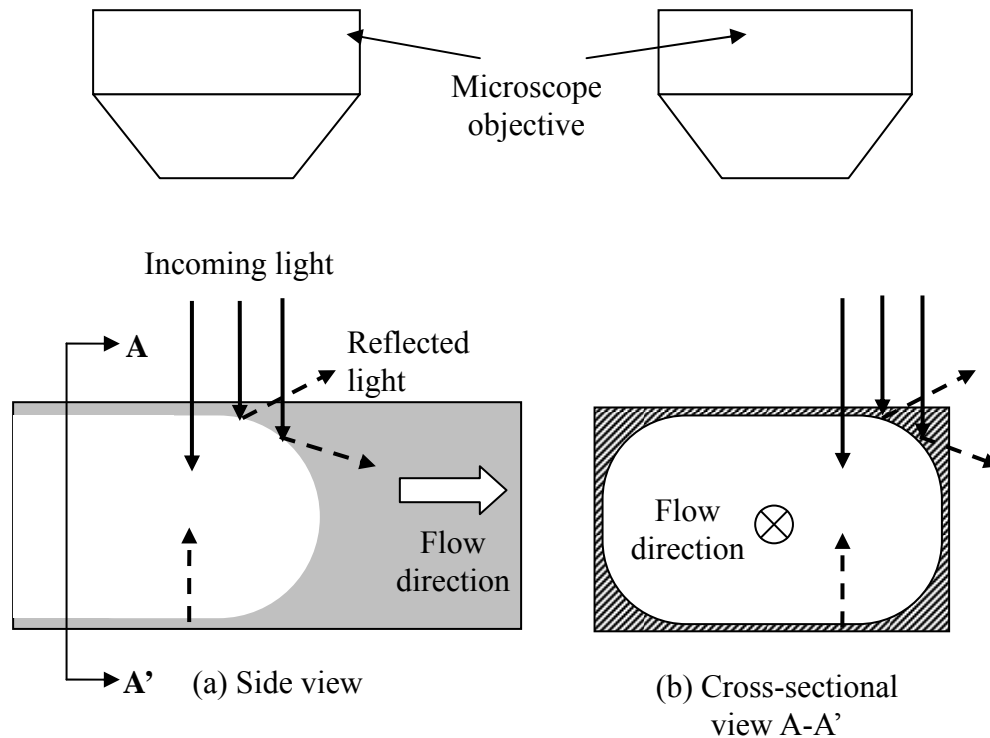 Microscope
objective
Incoming light
A
Reflected
light
Flow
direction
A’
(a) Side view
Flow
direction
(b) Cross-sectional
view A-A’